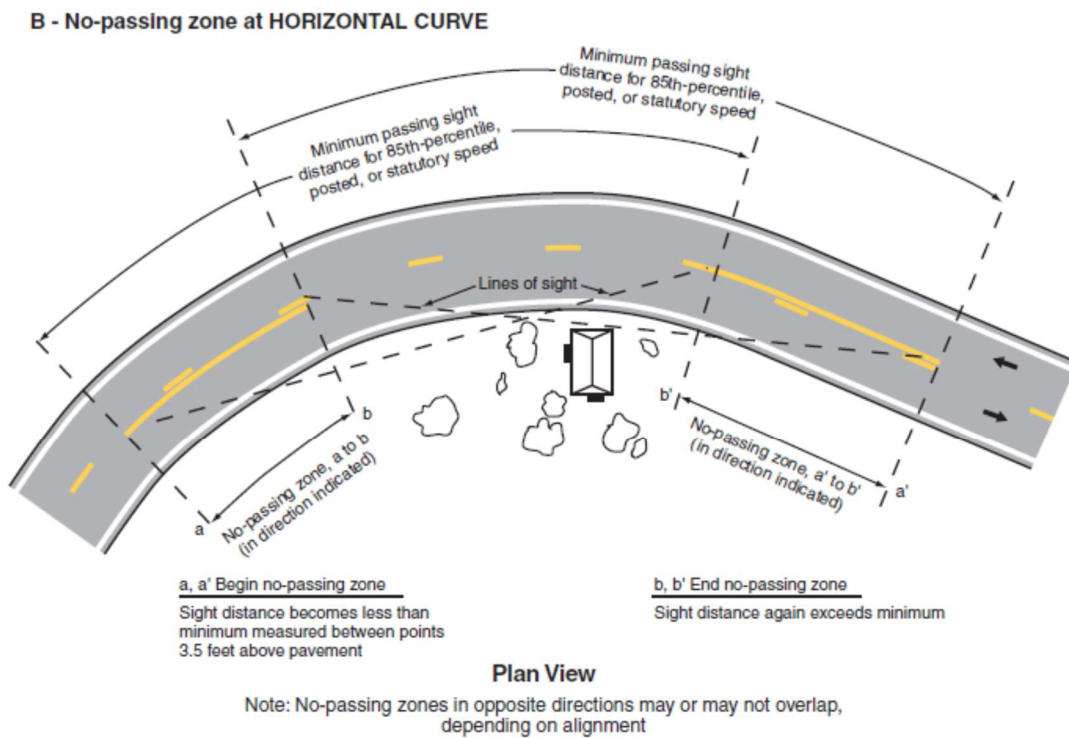 B - No-passing zone at HORIZONTAL CURVE
Minimum passing sight
distance for 85th-percentile,
posted, or statutory speed
Minimum passing sight
distance for 85th-percentile,
posted, or statutory speed
Lines of sight
b
b'
a
a'
No-passing zone, a to b
(in direction indicated)
No-passing zone, a' to b'
(in direction indicated)
a, a' Begin no-passing zone
Sight distance becomes less than
minimum measured between points
3.5 feet above pavement
b, b' End no-passing zone
Sight distance again exceeds minimum
Plan View
Note: No-passing zones in opposite directions may or may not overlap,
depending on alignment